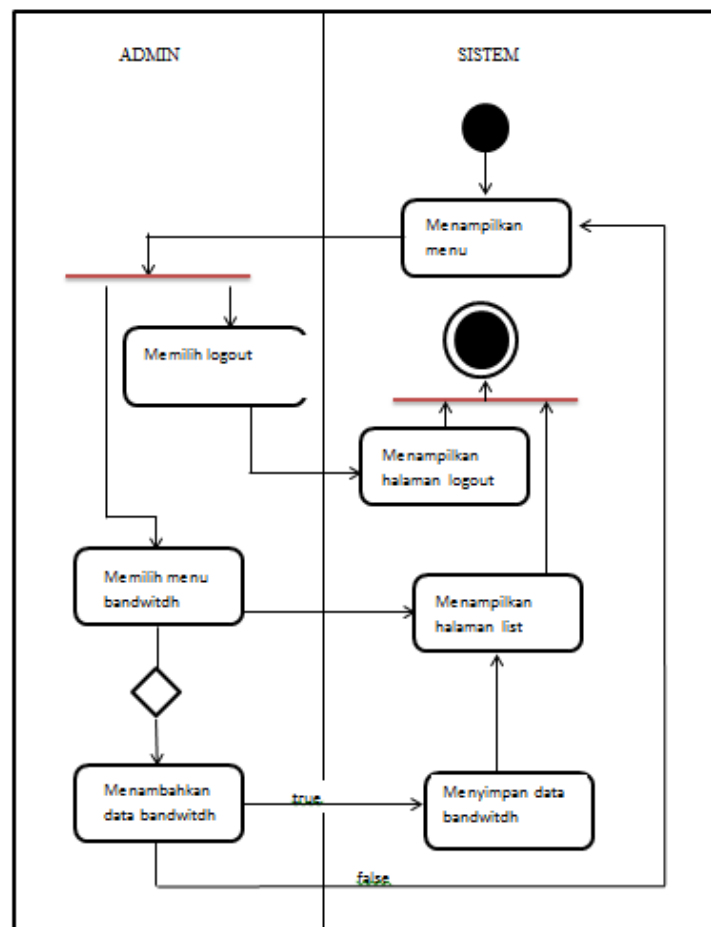 ADMIN
SISTEM
Menampilkan
menu
Memilih logout
Menampilkan
halaman logout
Memilih menu
bandwitdh
Menampilkan
halaman list
Menambahkan
data bandwitdh
true
Menyimpan data
bandwitdh
false